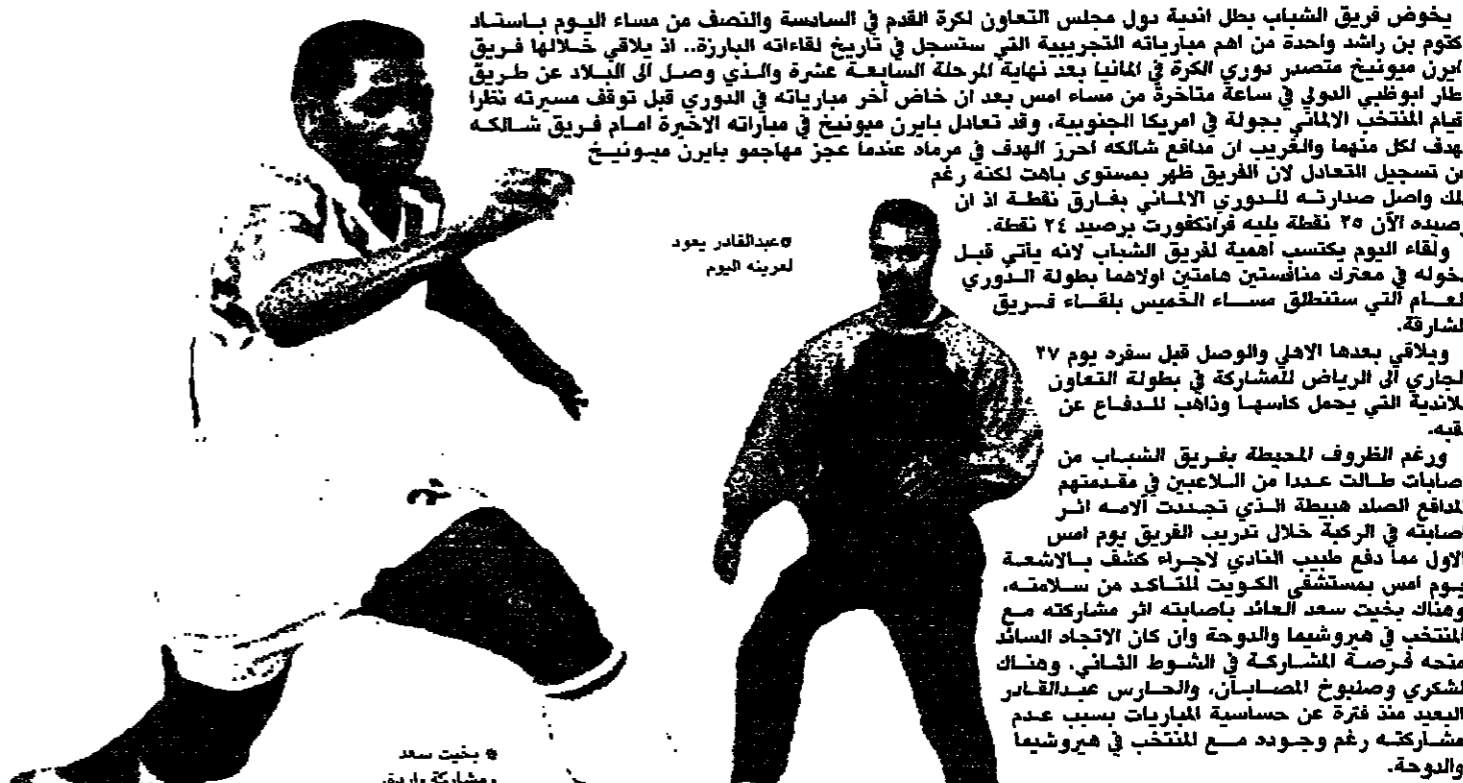 يخوض فريق الشباب بطل اندية دول مجلس التعاون لكرة القدم في السادسة والنصف من مساء اليوم باستاد
كتوم بن راشد واحدة من اهم مبارياته التجريبية التي ستسجل في تاريخ لقاءاته البارزة.. اذ يلاقي خلالها فريق
ايرن ميونيخ متصدر دوري الكرة في المانيا بعد نهاية المرحلة السابعة عشرة والذي وصل الى البلاد عن طريق
طار ابوظبي الدولي في ساعة متاخرة من مساء امس بعد ان خاض آخر مبارياته في الدوري قبل توقف مسيرته نظرا
قيام المنتخب الالماني بجولة في امريكا الجنوبية، وقد تعادل بايرن ميونيخ في مباراته الاخيرة امام فريق شالكه
هدف لكل منهما والغريب ان مدافع شالكه احرز الهدف في مرماه عندما عجز مهاجمو بايرن ميونيخ
ن تسجيل التعادل لان الفريق ظهر بمستوى باهت لكنه رغم
لك واصل صدارته للدوري الالماني بفارق نقطة اذ ان
رصيده الآن ٢٥ نقطة يليه فرانكفورت برصيد ٢٤ نقطة.
ولقاء اليوم يكتسب اهمية لفريق الشباب لانه ياتي قبل
خوله في معترك منافستين هامتين اولاهما بطولة الدوري
لعام التي ستنطلق مساء الخميس بلقاء فريق
لشارقة.
ويلاقي بعدها الاهلي والوصل قبل سفره يوم ٢٧
لجاري الى الرياض للمشاركة في بطولة التعاون
لاندية التي يحمل كاسها وذاهب للدفاع عن
قبه.
ورغم الظروف المحيطة بفريق الشباب من
صابات طالت عددا من اللاعبين في مقدمتهم
لمدافع الصلد هبيطة الذي تجددت آلامه اثر
صابته في الركبة خلال تدريب الفريق يوم امس
الاول مما دفع طبيب النادي لاجراء كشف بالاشعة
يوم امس بمستشفى الكويت للتاكد من سلامته،
وهناك بخيت سعد العائد باصابته اثر مشاركته مع
المنتخب في هيروشيما والدوحة وان كان الاتجاه السائد
منحه فرصة المشاركة في الشوط الثاني، وهناك
لشكري وصنبوخ المصابان، والحارس عبدالقادر
البعيد منذ فترة عن حساسية المباريات بسبب عدم
مشاركته رغم وجوده مع المنتخب في هيروشيما
والدوحة.
عبدالقادر يعود
لعرينه اليوم
بخيت سعد
ومشاركة واردة